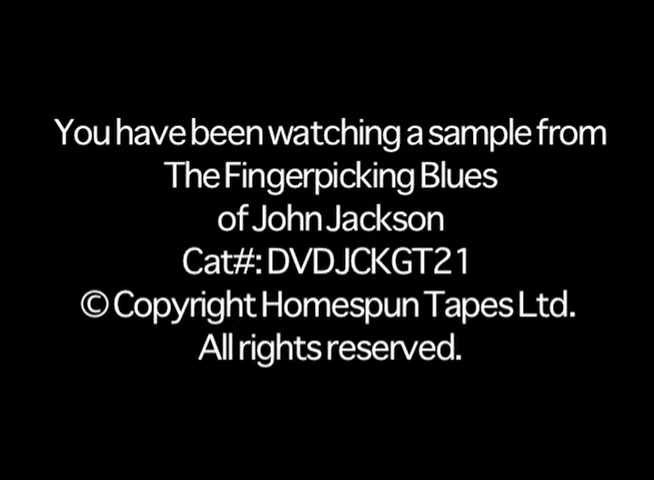 You have been watching a sample from
The Fingerpicking Blues
of John Jackson
Cat#: DVDJCKGT21
© Copyright Homespun Tapes Ltd.
All rights reserved.